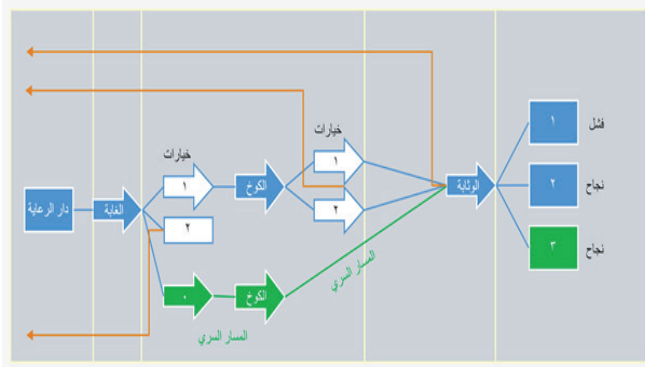 دار الرعاية
الغابة
خيارات
١
٢
٠
الكوخ
الكوخ
المسار السري
خيارات
١
٢
المسار السري
الوثابة
١
فشل
٢
نجاح
٣
نجاح